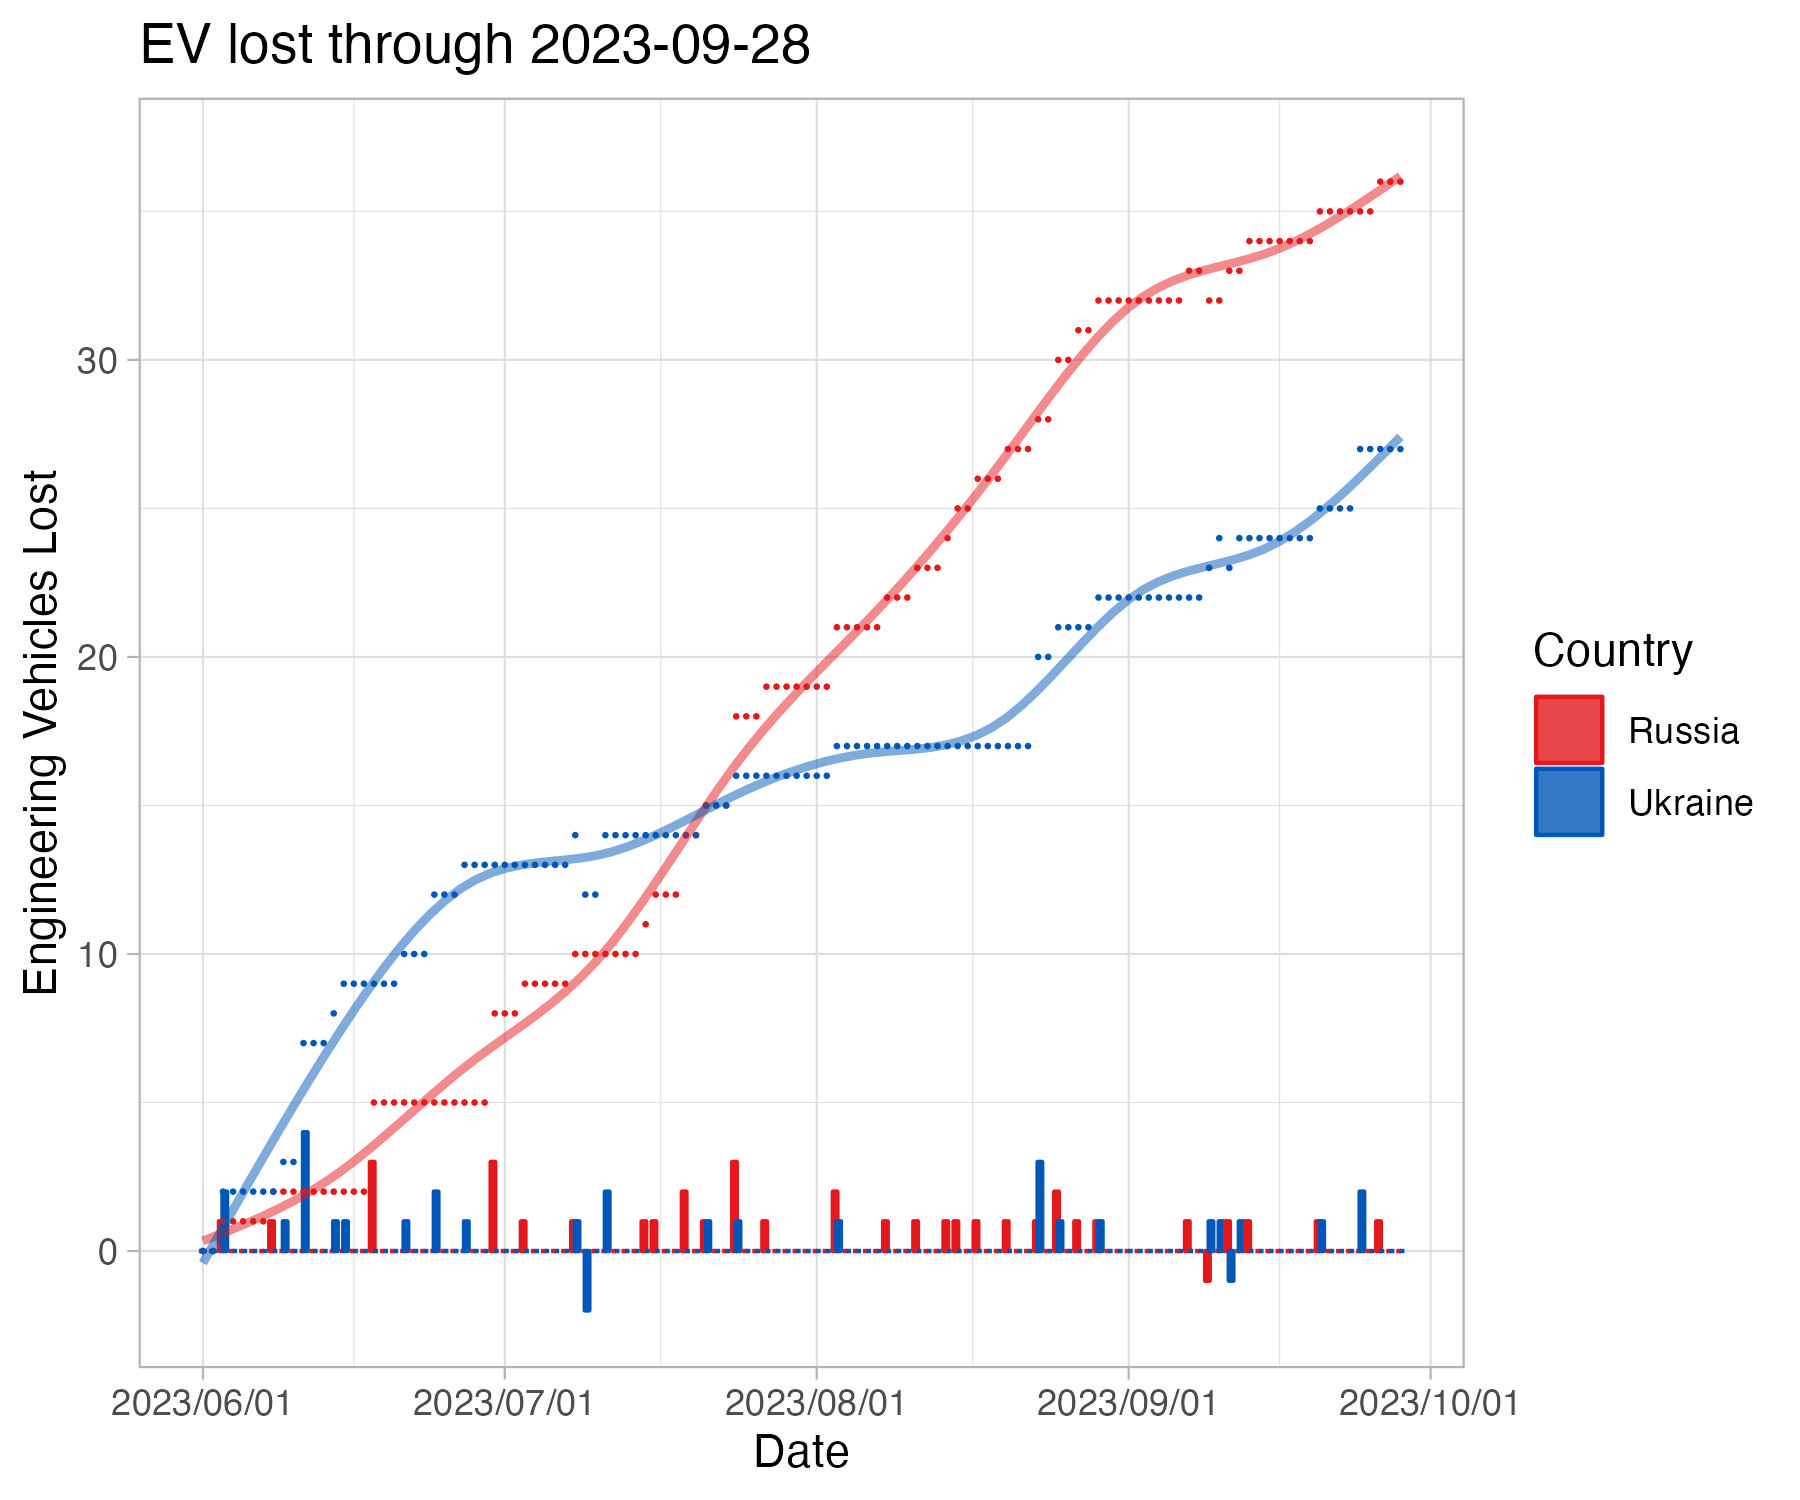 EV lost through 2023-09-28
Engineering Vehicles Lost
30
20
10
0
2023/06/01
2023/07/01
2023/08/01
2023/09/01
2023/10/01
Date
Country
Russia
Ukraine